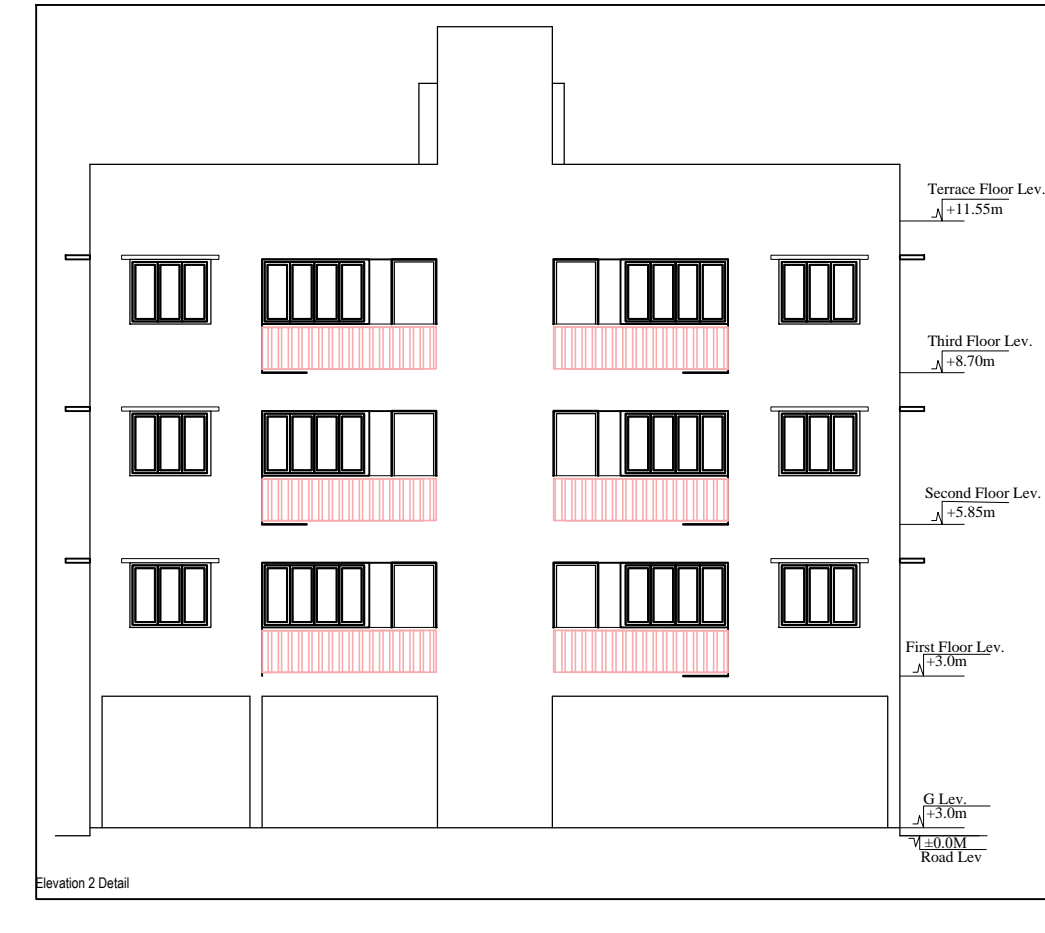 Terrace Floor Lev.
+11.55m
Third Floor Lev.
+8.70m
Second Floor Lev.
+5.85m
First Floor Lev.
+3.0m
G Lev.
+3.0m
±0.0M
Road Lev
Elevation 2 Detail